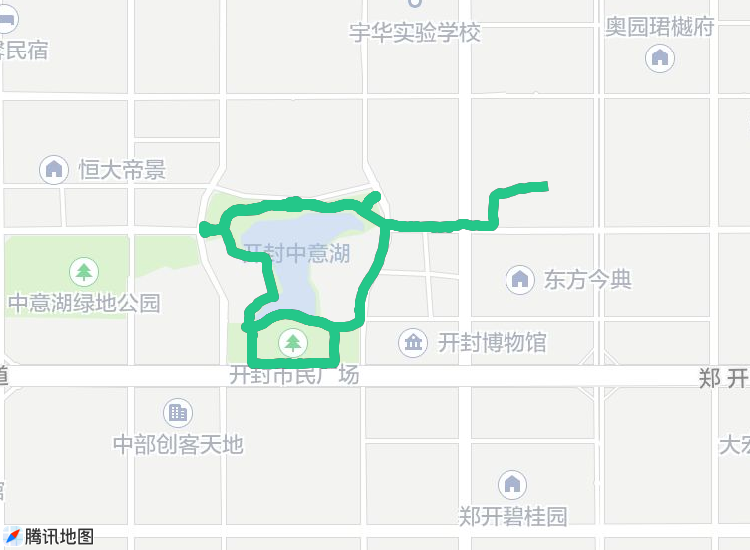 宇华实验学校
奥园珺樾府
民宿
恒大帝景
开封中意湖
东方今典
中意湖绿地公园
开封博物馆
开封市民广场
道
郑开
中部创客天地
大宏
郑开碧桂园
腾讯地图